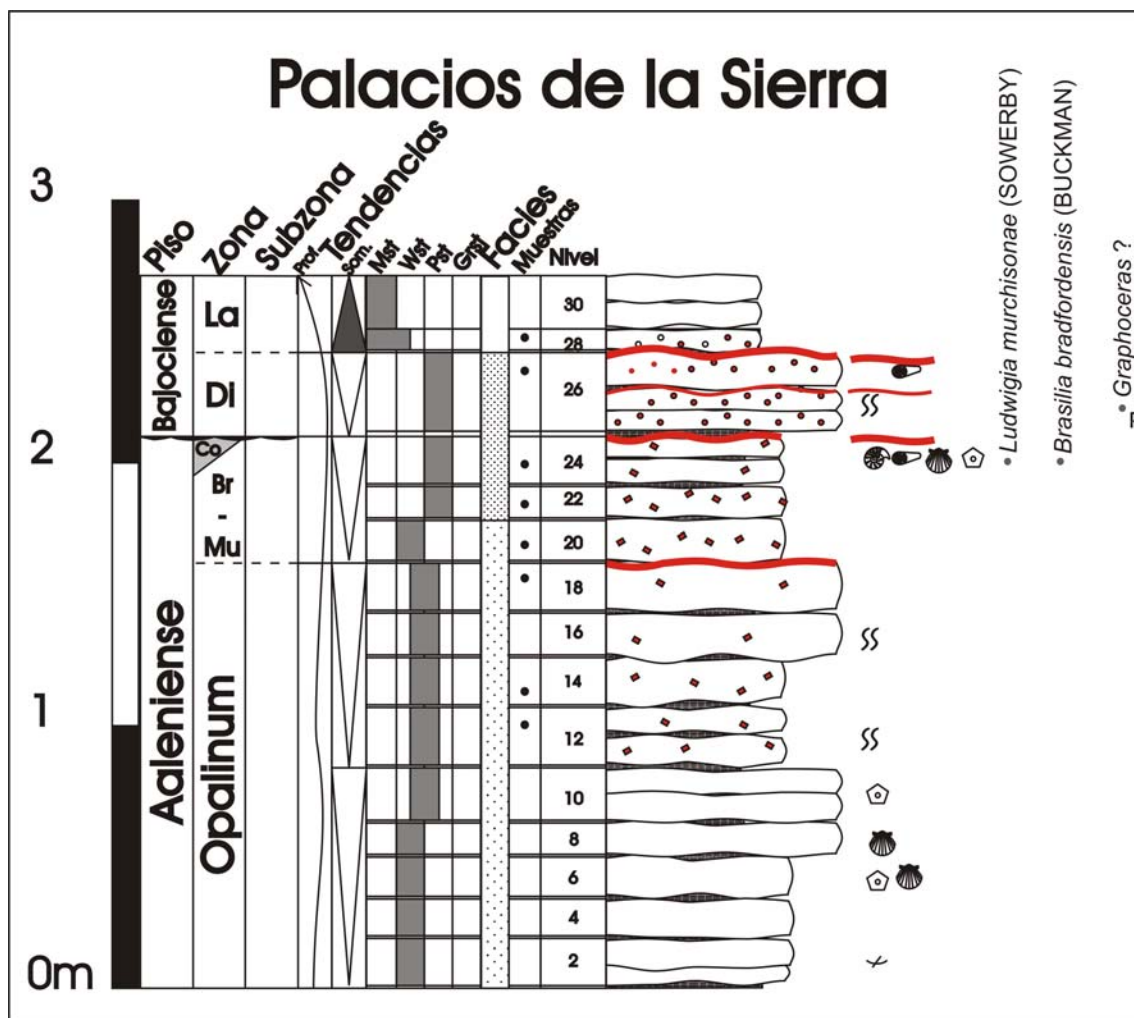 Palacios de la Sierra
Piso
Zona
Subzona
Prof.
Tendencias
Som.
Mst
Wst
Pst
Grst
Facies
Muestras
Nivel
3
2
1
0m
Bajociense
Aaleniense
La
Di
Co
Br
-
Mu
Opalinum
30
28
26
24
22
20
18
16
14
12
10
8
6
4
2
• Ludwigia murchisonae (SOWERBY)
• Brasilia bradfordensis (BUCKMAN)
• Graphoceras ?